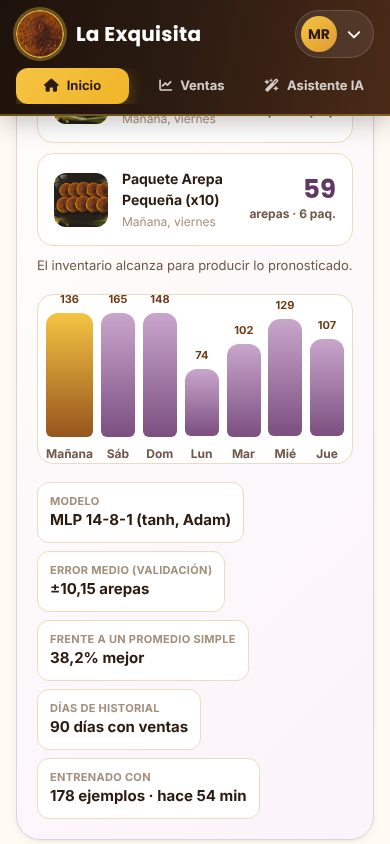 La Exquisita
MR
Inicio
Ventas
Asistente IA
Mañana, viernes
Paquete Arepa
Pequeña (x10)
Mañana, viernes
59
arepas · 6 paq.
El inventario alcanza para producir lo pronosticado.
136 165 148 74 102 129 107
Mañana Sáb Dom Lun Mar Mié Jue
MODELO
MLP 14-8-1 (tanh, Adam)
ERROR MEDIO (VALIDACIÓN)
±10,15 arepas
FRENTE A UN PROMEDIO SIMPLE
38,2% mejor
DÍAS DE HISTORIAL
90 días con ventas
ENTRENADO CON
178 ejemplos · hace 54 min